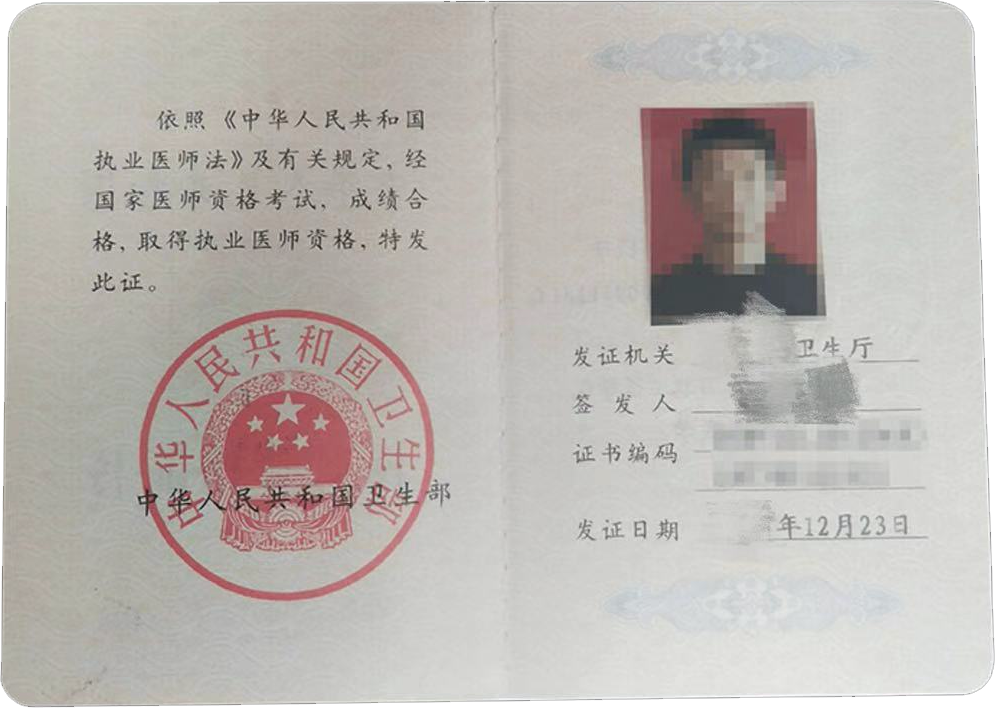 依照《中华人民共和国
执业医师法》及有关规定，经
国家医师资格考试，成绩合
格，取得执业医师资格，特发
此证。
中华人民共和国卫生部
中华人民共和国卫生部
发证机关 卫生厅
签发人
证书编码
发证日期 年12月23日